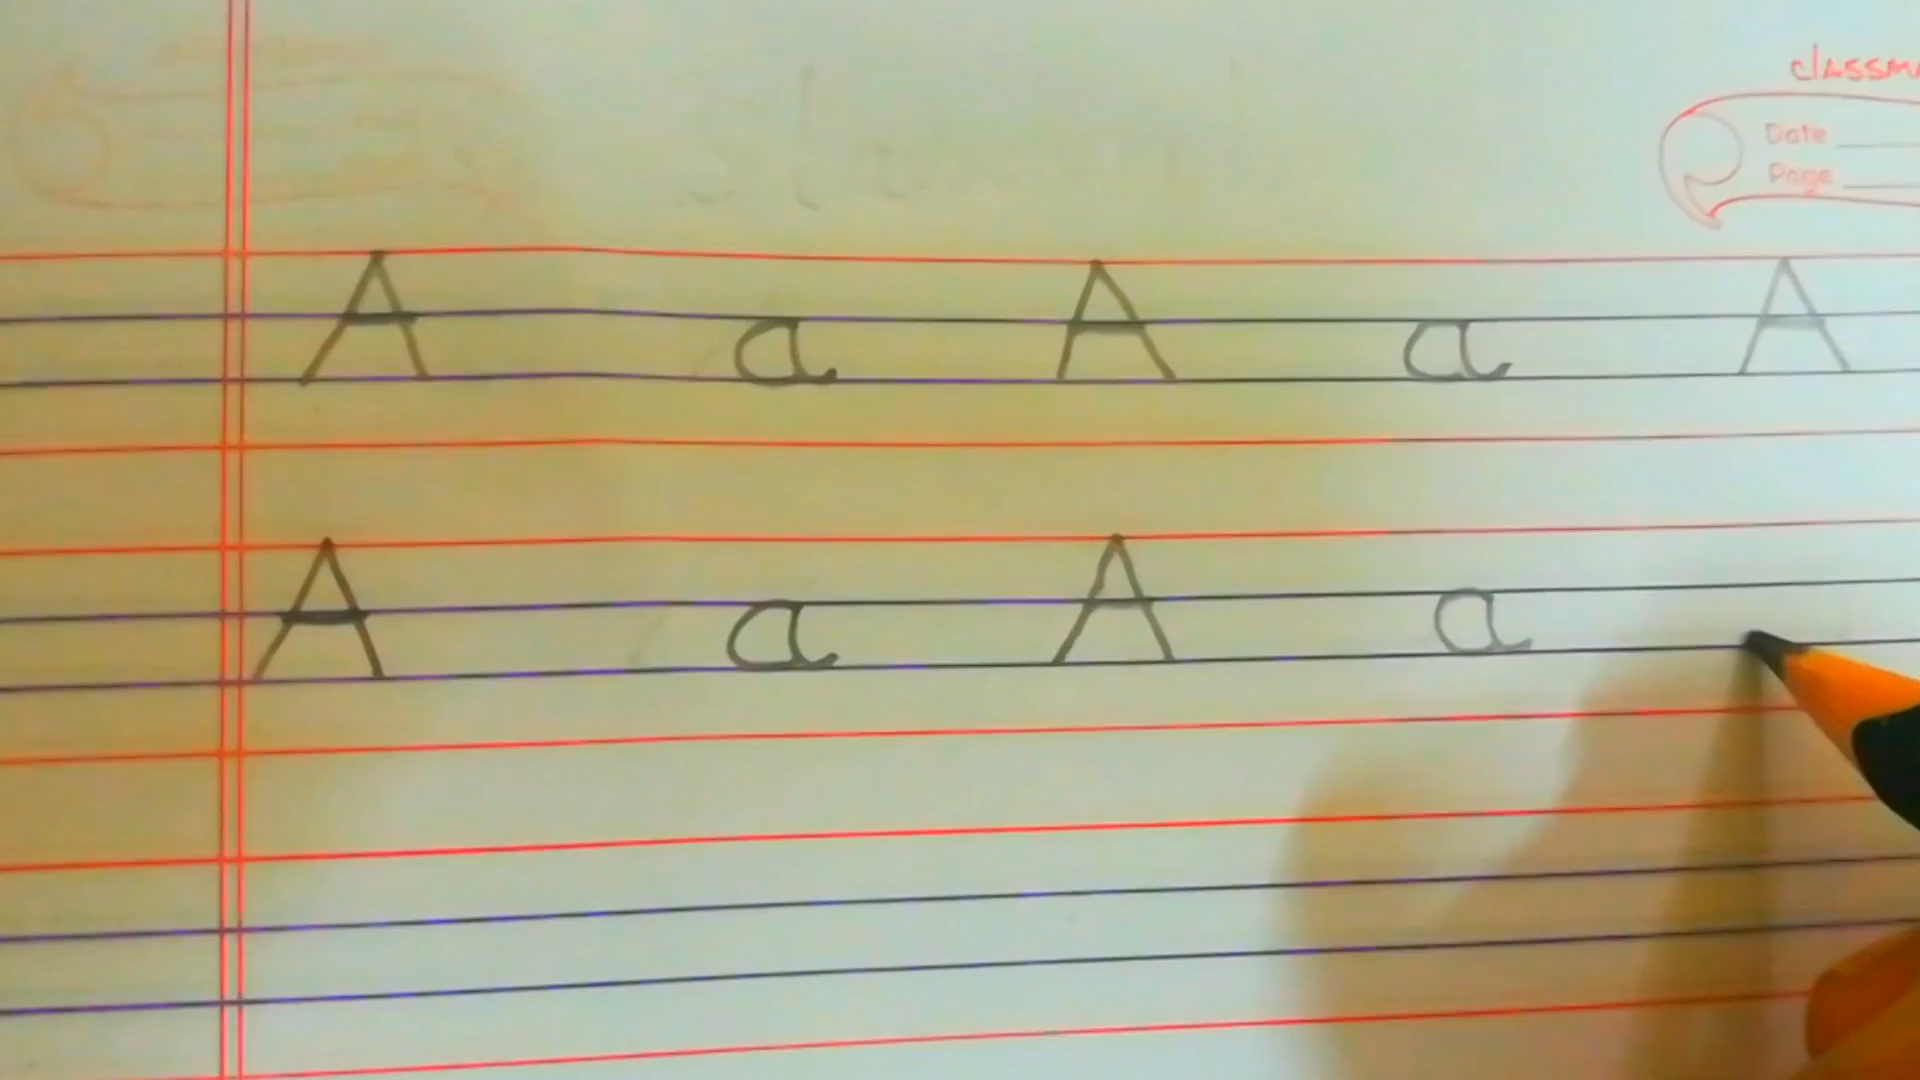 classm
Date
Page
A a A a A
A a A a